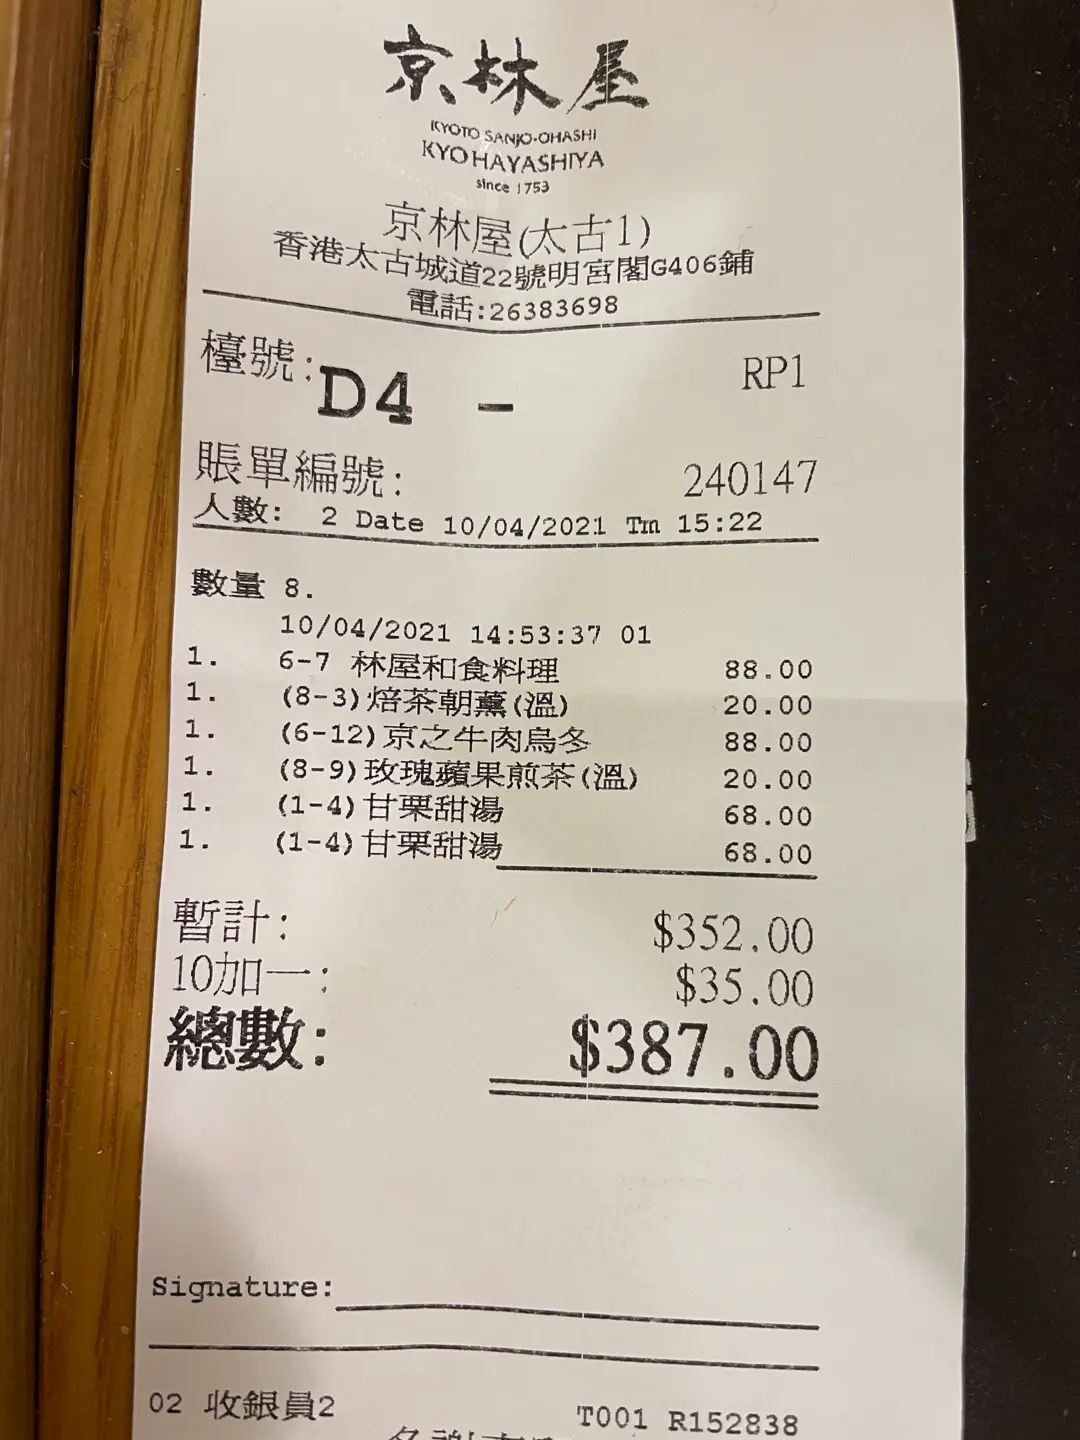 京林屋
KYOTO SANJO-OHASHI
KYO HAYASHIYA
since 1753
京林屋(太古1)
香港太古城道22號明宮閣G406鋪
電話:26383698
檯號: D4 - RP1
賬單編號: 240147
人數: 2 Date 10/04/2021 Tm 15:22
數量 8.
10/04/2021 14:53:37 01
1. 6-7 林屋和食料理 88.00
1. (8-3)焙茶朝薰(溫) 20.00
1. (6-12)京之牛肉烏冬 88.00
1. (8-9)玫瑰蘋果煎茶(溫) 20.00
1. (1-4)甘栗甜湯 68.00
1. (1-4)甘栗甜湯 68.00
暫計: $352.00
10加一: $35.00
總數: $387.00
Signature:
02 收銀員2 T001 R152838